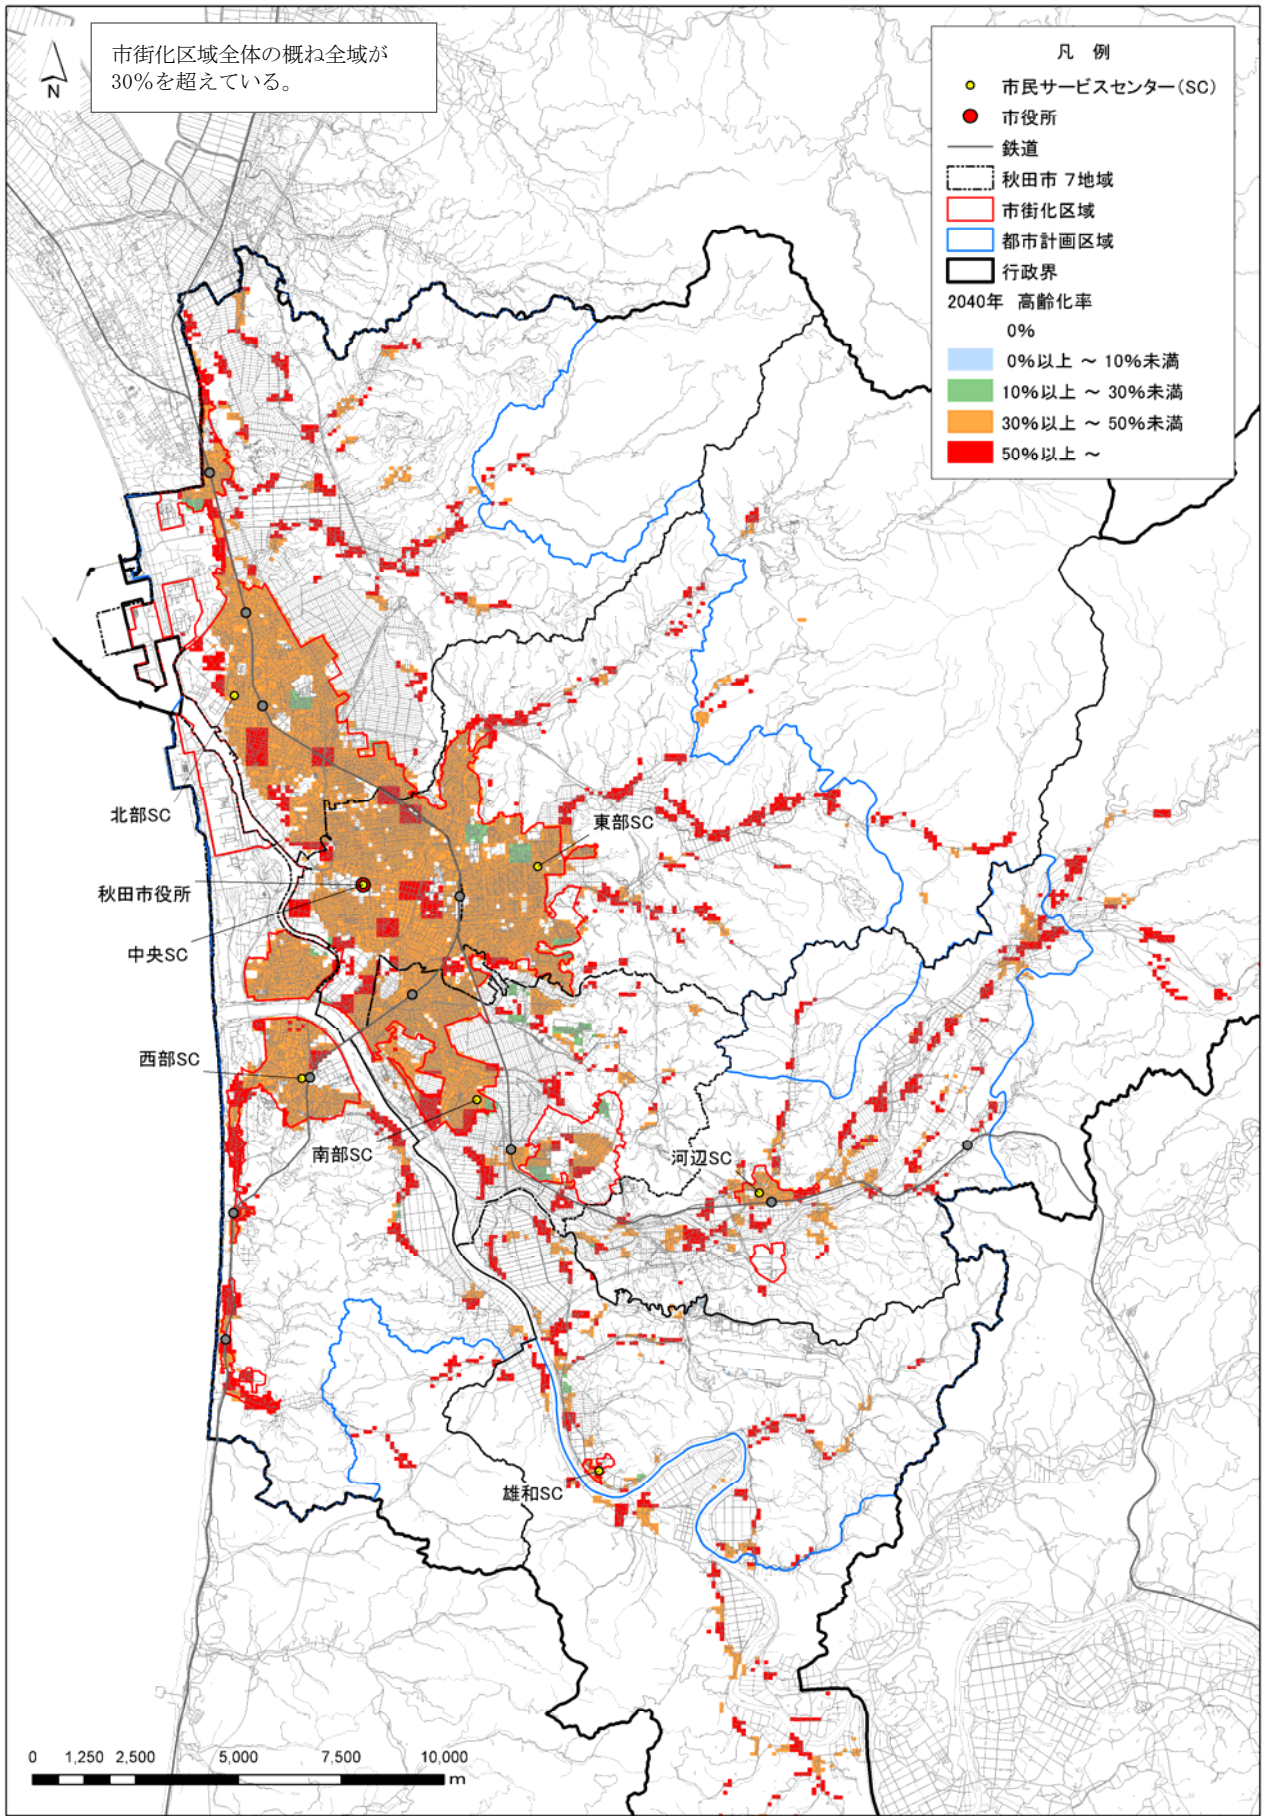 市街化区域全体の概ね全域が
30%を超えている。
N
凡 例
市民サービスセンター(SC)
市役所
鉄道
秋田市 7地域
市街化区域
都市計画区域
行政界
2040年 高齢化率
0%
0%以上 ～ 10%未満
10%以上 ～ 30%未満
30%以上 ～ 50%未満
50%以上 ～
北部SC
東部SC
秋田市役所
中央SC
西部SC
南部SC
河辺SC
雄和SC
0 1,250 2,500 5,000 7,500 10,000
m